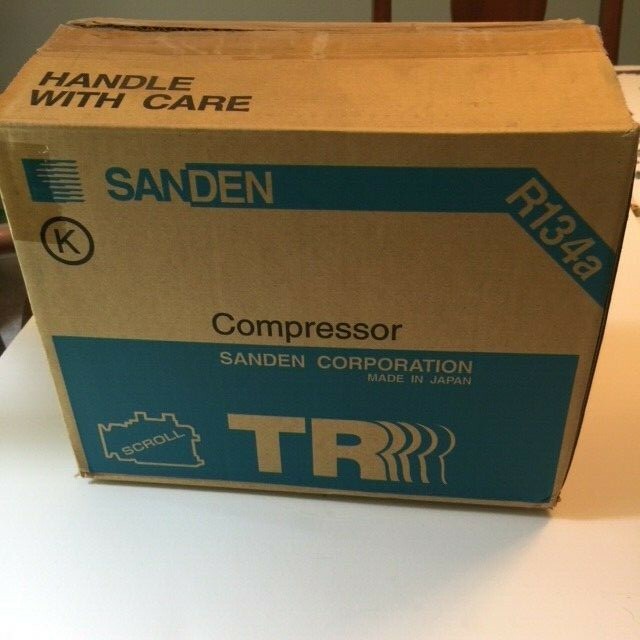 HANDLE
WITH CARE
SANDEN
R134a
K
Compressor
SANDEN CORPORATION
MADE IN JAPAN
SCROLL
TR